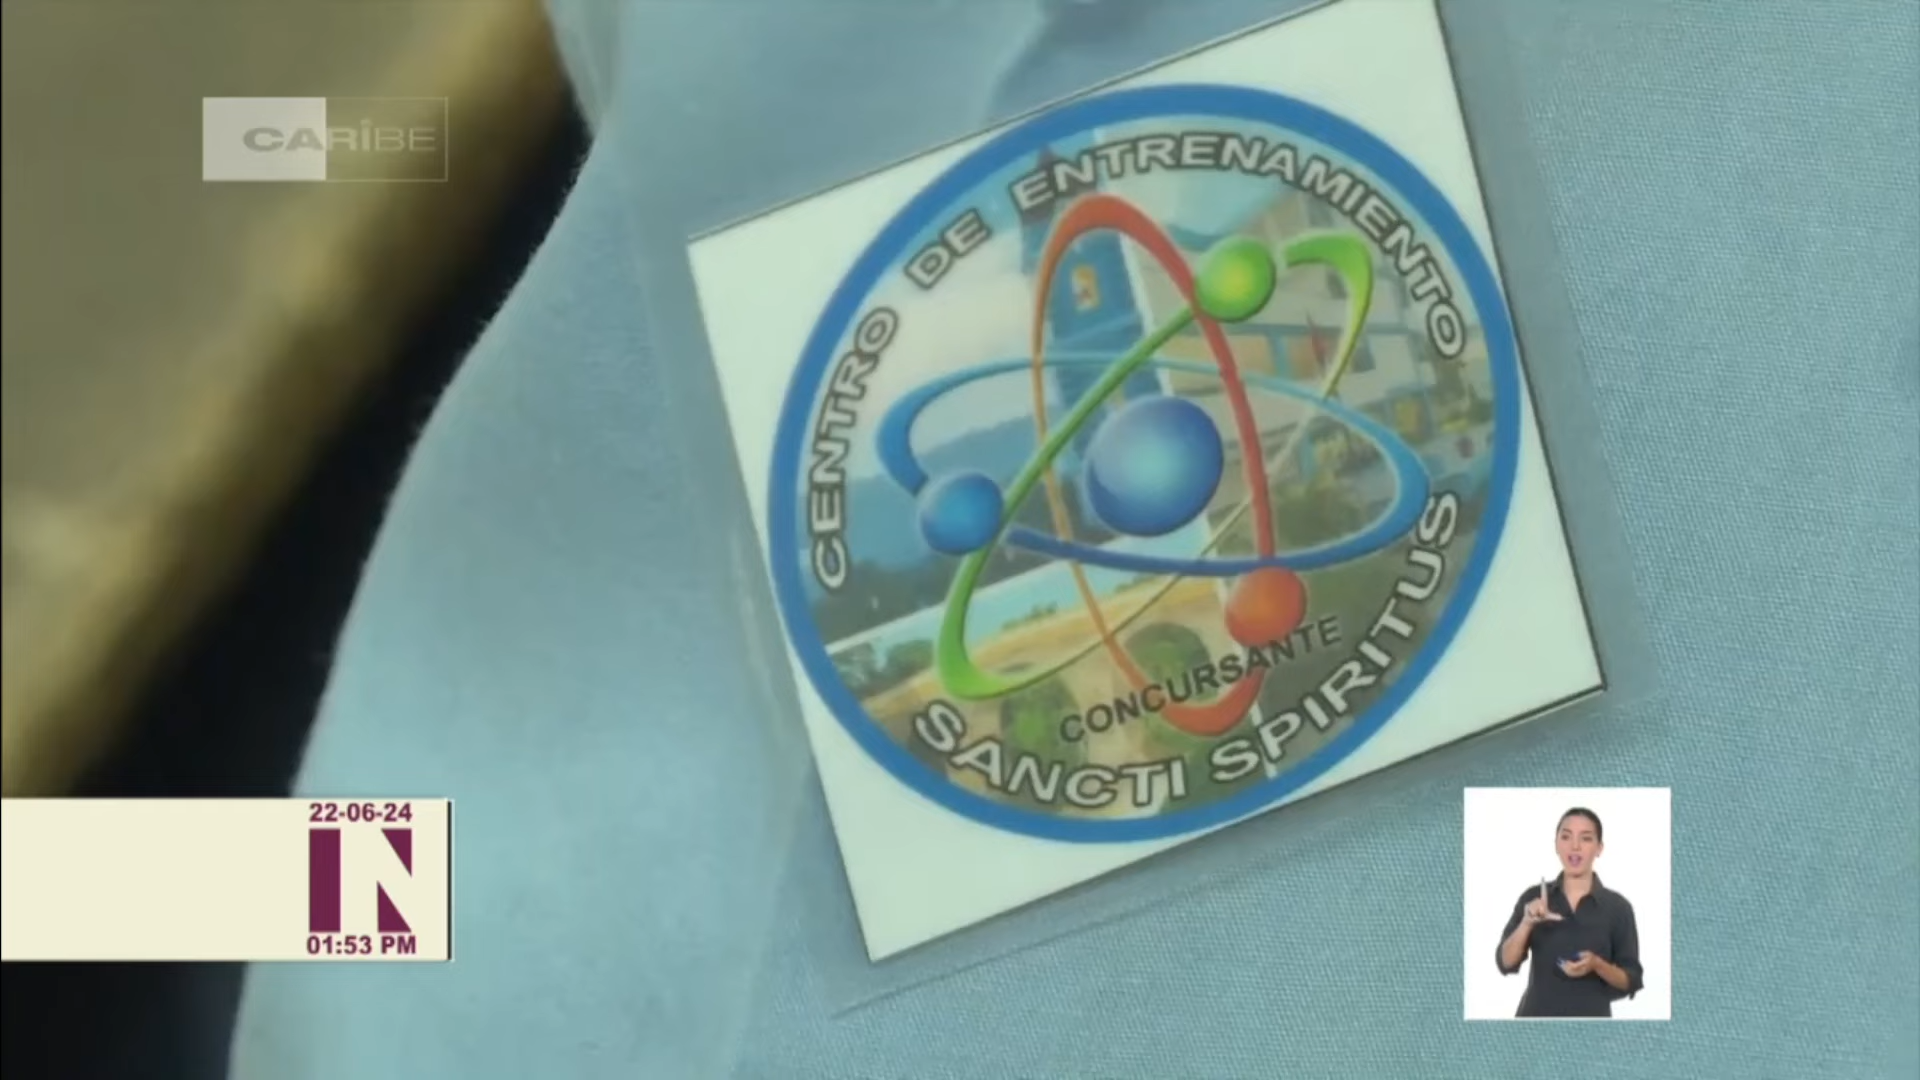 CARIBE
CENTRO DE ENTRENAMIENTO
CONCURSANTE
SANCTI SPIRITUS
22-06-24
N
01:53 PM